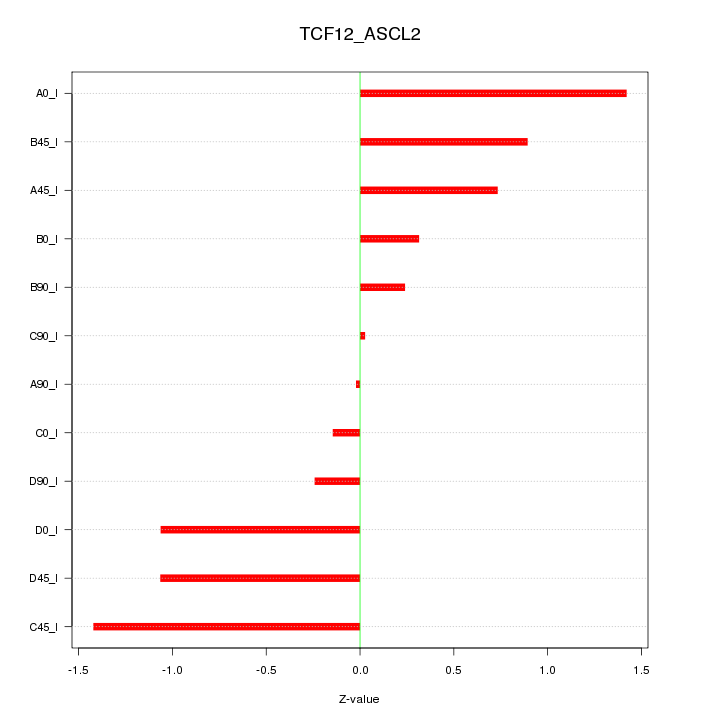 TCF12_ASCL2
A0_I
B45_I
A45_I
B0_I
B90_I
C90_I
A90_I
C0_I
D90_I
D0_I
D45_I
C45_I
-1.5 -1.0 -0.5 0.0 0.5 1.0 1.5
Z-value